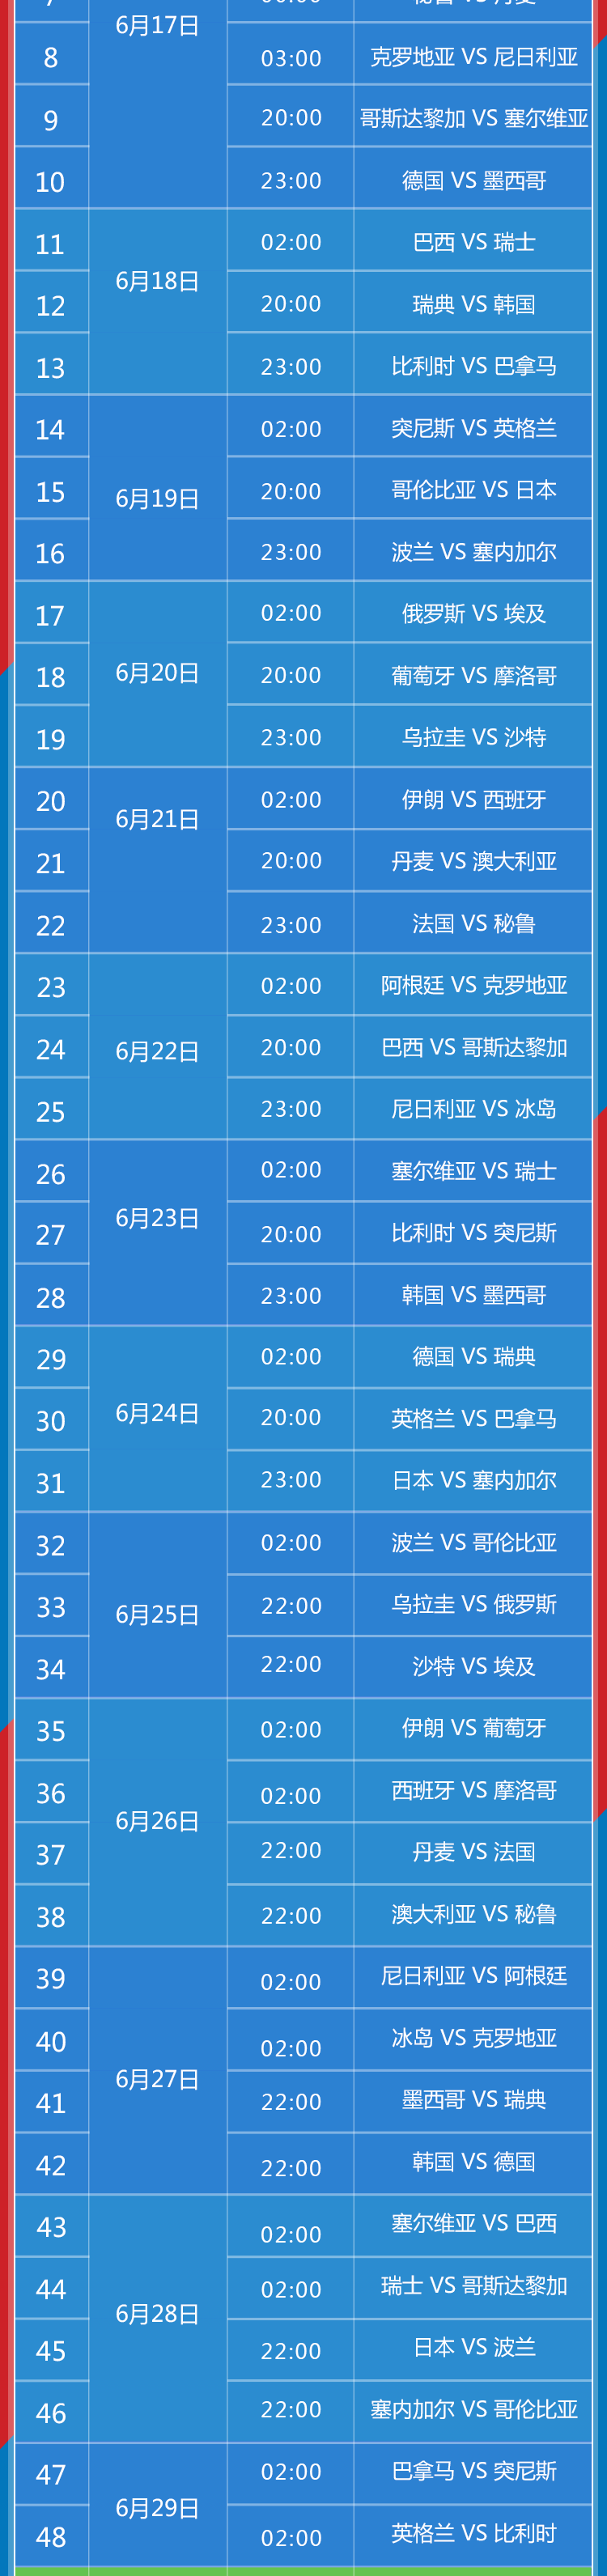 6月17日
8 03:00 克罗地亚 VS 尼日利亚
9 20:00 哥斯达黎加 VS 塞尔维亚
10 23:00 德国 VS 墨西哥
11 02:00 巴西 VS 瑞士
6月18日
12 20:00 瑞典 VS 韩国
13 23:00 比利时 VS 巴拿马
14 02:00 突尼斯 VS 英格兰
15 6月19日 20:00 哥伦比亚 VS 日本
16 23:00 波兰 VS 塞内加尔
17 02:00 俄罗斯 VS 埃及
18 6月20日 20:00 葡萄牙 VS 摩洛哥
19 23:00 乌拉圭 VS 沙特
20 02:00 伊朗 VS 西班牙
6月21日
21 20:00 丹麦 VS 澳大利亚
22 23:00 法国 VS 秘鲁
23 02:00 阿根廷 VS 克罗地亚
24 6月22日 20:00 巴西 VS 哥斯达黎加
25 23:00 尼日利亚 VS 冰岛
26 02:00 塞尔维亚 VS 瑞士
27 6月23日 20:00 比利时 VS 突尼斯
28 23:00 韩国 VS 墨西哥
29 02:00 德国 VS 瑞典
30 6月24日 20:00 英格兰 VS 巴拿马
31 23:00 日本 VS 塞内加尔
32 02:00 波兰 VS 哥伦比亚
33 6月25日 22:00 乌拉圭 VS 俄罗斯
34 22:00 沙特 VS 埃及
35 02:00 伊朗 VS 葡萄牙
36 02:00 西班牙 VS 摩洛哥
6月26日
37 22:00 丹麦 VS 法国
38 22:00 澳大利亚 VS 秘鲁
39 02:00 尼日利亚 VS 阿根廷
40 02:00 冰岛 VS 克罗地亚
6月27日
41 22:00 墨西哥 VS 瑞典
42 22:00 韩国 VS 德国
43 02:00 塞尔维亚 VS 巴西
44 02:00 瑞士 VS 哥斯达黎加
6月28日
45 22:00 日本 VS 波兰
46 22:00 塞内加尔 VS 哥伦比亚
47 02:00 巴拿马 VS 突尼斯
6月29日
48 02:00 英格兰 VS 比利时